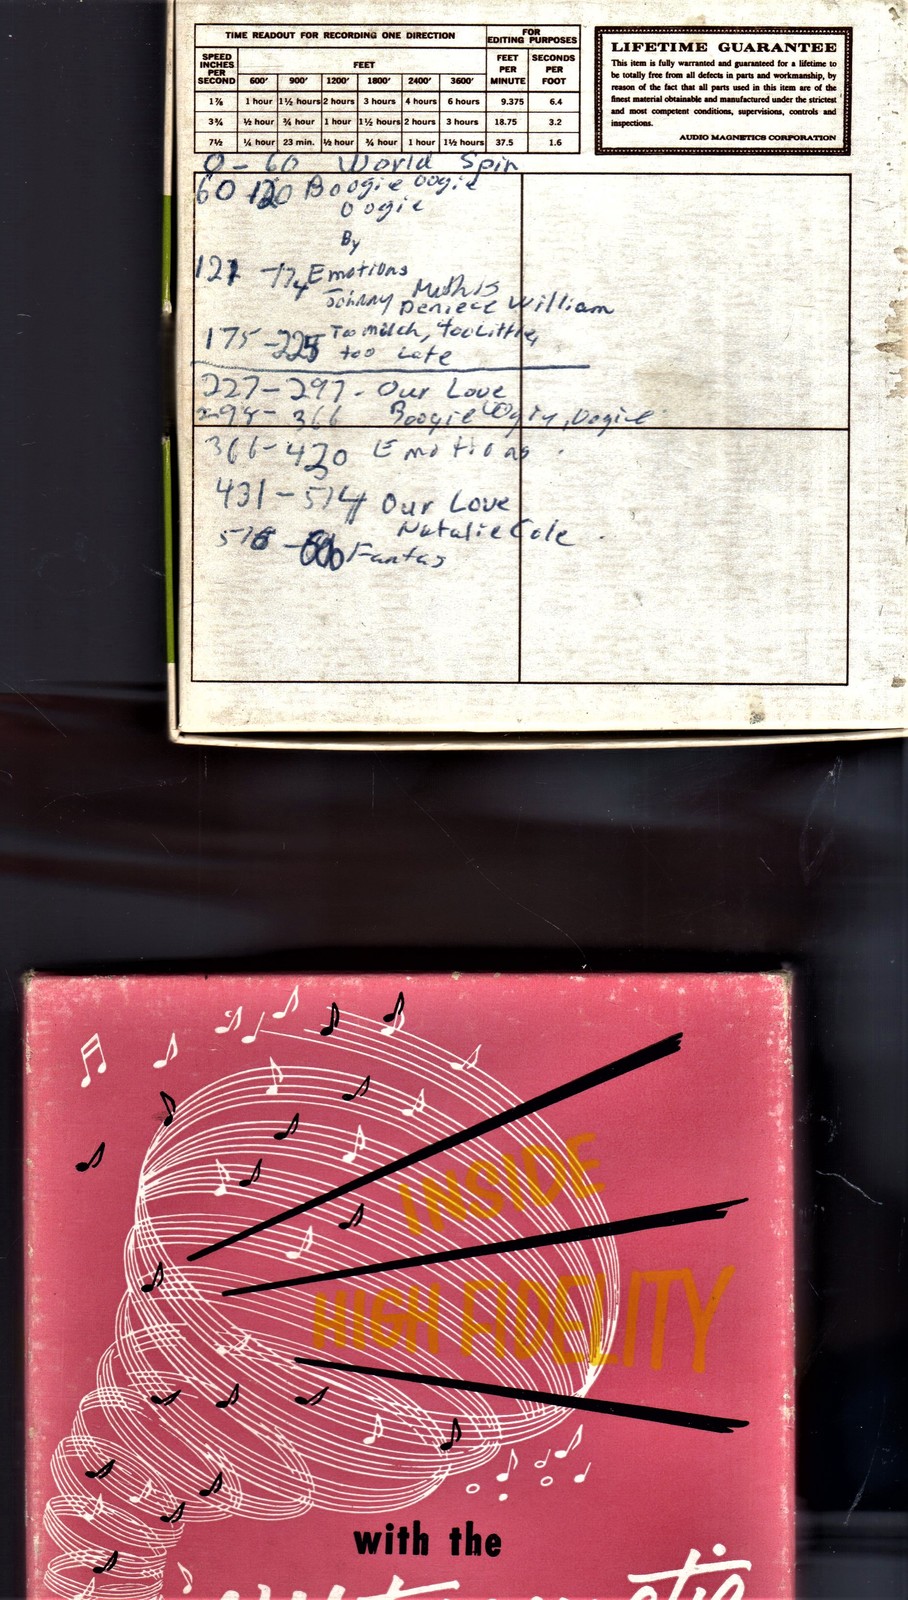 TIME READOUT FOR RECORDING ONE DIRECTION
FOR EDITING PURPOSES
SPEED INCHES PER SECOND
FEET
FEET PER MINUTE
SECONDS PER FOOT
600' 900' 1200' 1800' 2400' 3600'
1⅞ 1 hour 1½ hours 2 hours 3 hours 4 hours 6 hours 9.375 6.4
3¾ ½ hour ¾ hour 1 hour 1½ hours 2 hours 3 hours 18.75 3.2
7½ ¼ hour 23 min. ½ hour ¾ hour 1 hour 1½ hours 37.5 1.6
LIFETIME GUARANTEE
This item is fully warranted and guaranteed for a lifetime to
be totally free from all defects in parts and workmanship, by
reason of the fact that all parts used in this item are of the
finest material obtainable and manufactured under the strictest
and most competent conditions, supervisions, controls and
inspections.
AUDIO MAGNETICS CORPORATION
0-60 World Spin
60 120 Boogie oogie
oogie
By
121 -174 Emotions
Johnny Mathis
Deniece William
175-225 Too much, too Little,
too Late
227-297- Our Love
298-366 Boogie Oogie, oogie
366-430 Emotions
431-514 Our Love
Natalie Cole
Fantas
INSIDE
HIGH FIDELITY
with the